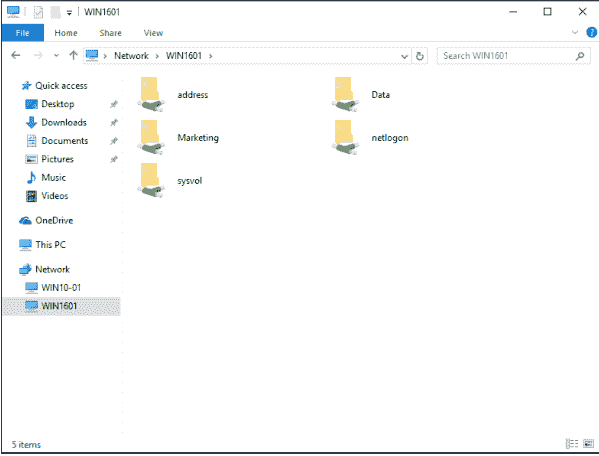 WIN1601
File Home Share View
Network WIN1601 Search WIN1601
Quick access
Desktop
Downloads
Documents
Pictures
Music
Videos
OneDrive
This PC
Network
WIN10-01
WIN1601
address Data
Marketing netlogon
sysvol
5 items